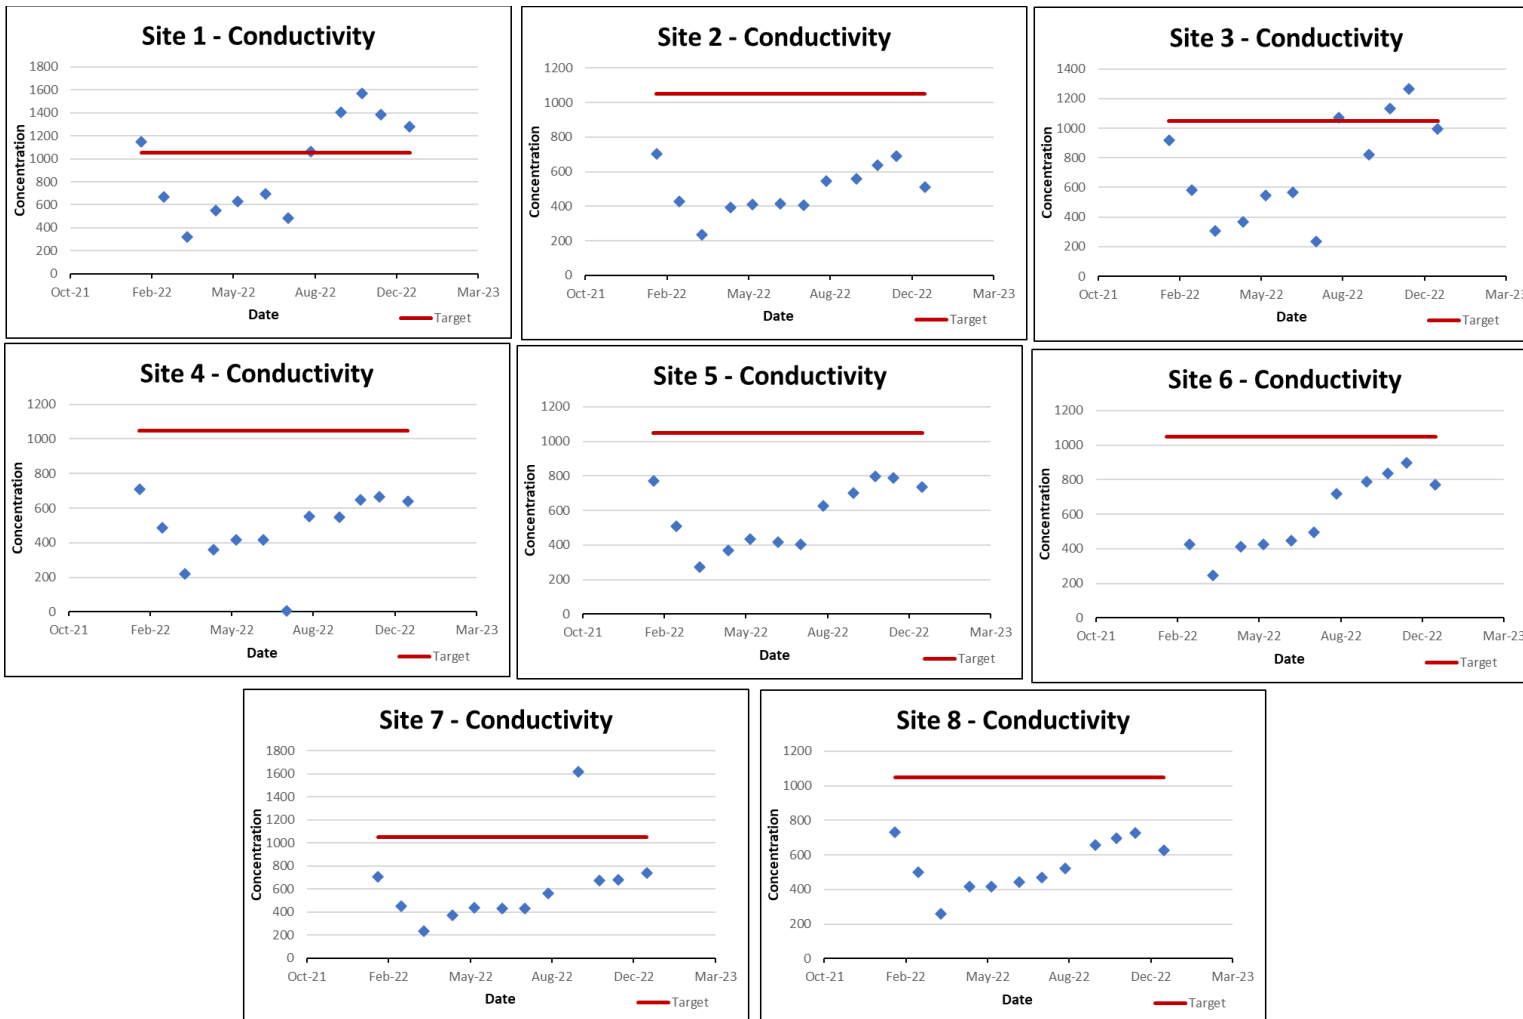 Site 1 - Conductivity
1800
1600
1400
1200
1000
800
600
400
200
0
Concentration
Oct-21 Feb-22 May-22 Aug-22 Dec-22 Mar-23
Date
Target
Site 2 - Conductivity
1200
1000
800
600
400
200
0
Concentration
Oct-21 Feb-22 May-22 Aug-22 Dec-22 Mar-23
Date
Target
Site 3 - Conductivity
1400
1200
1000
800
600
400
200
0
Concentration
Oct-21 Feb-22 May-22 Aug-22 Dec-22 Mar-23
Date
Target
Site 4 - Conductivity
1200
1000
800
600
400
200
0
Concentration
Oct-21 Feb-22 May-22 Aug-22 Dec-22 Mar-23
Date
Target
Site 5 - Conductivity
1200
1000
800
600
400
200
0
Concentration
Oct-21 Feb-22 May-22 Aug-22 Dec-22 Mar-23
Date
Target
Site 6 - Conductivity
1200
1000
800
600
400
200
0
Concentration
Oct-21 Feb-22 May-22 Aug-22 Dec-22 Mar-23
Date
Target
Site 7 - Conductivity
1800
1600
1400
1200
1000
800
600
400
200
0
Concentration
Oct-21 Feb-22 May-22 Aug-22 Dec-22 Mar-23
Date
Target
Site 8 - Conductivity
1200
1000
800
600
400
200
0
Concentration
Oct-21 Feb-22 May-22 Aug-22 Dec-22 Mar-23
Date
Target